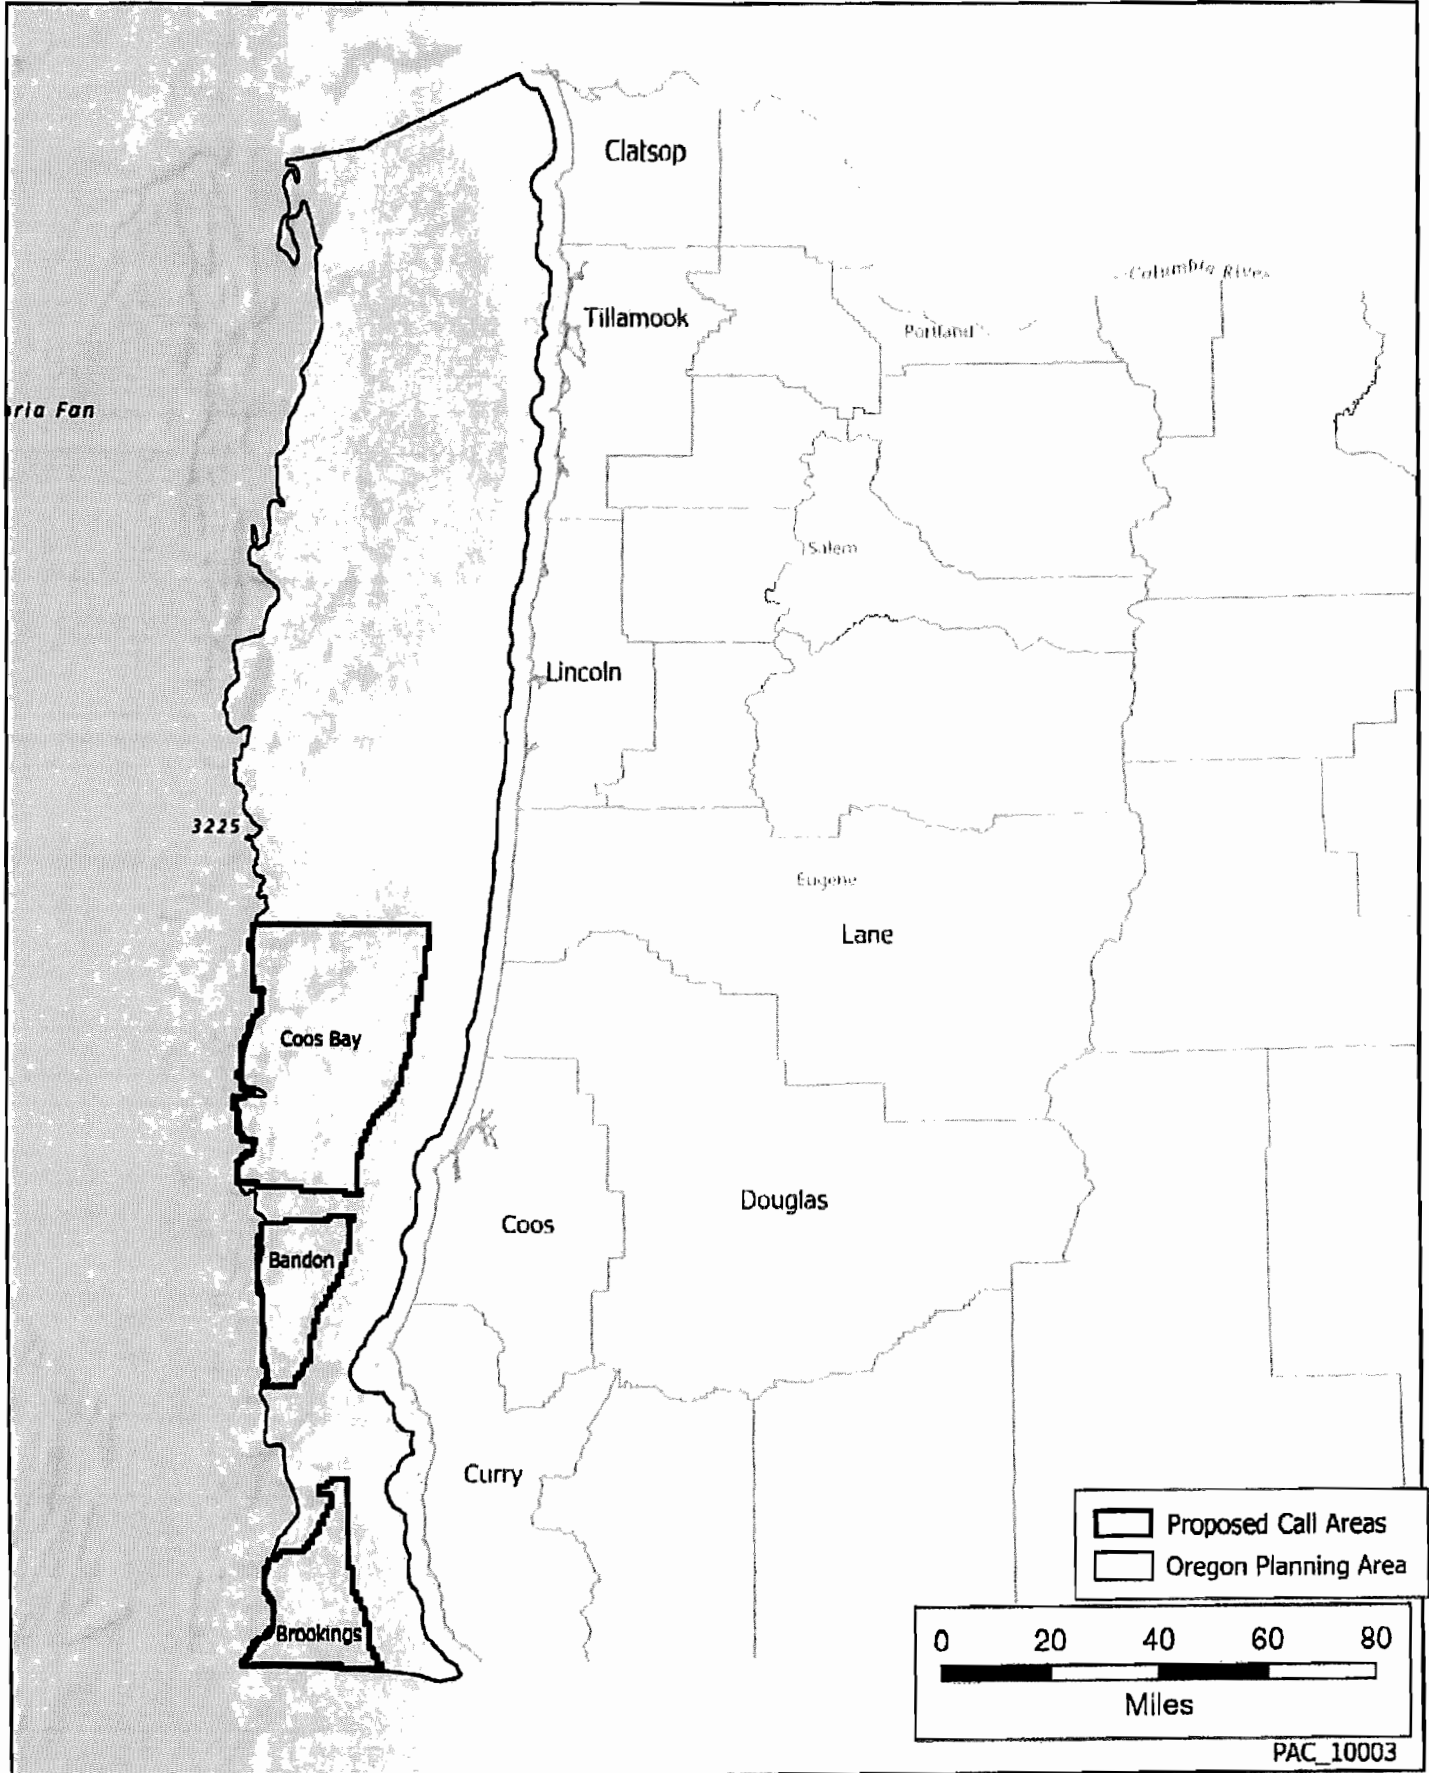 Clatsop
Columbia River
Tillamook
Portland
oria Fan
Salem
Lincoln
3225
Eugene
Lane
Coos Bay
Douglas
Coos
Bandon
Curry
Proposed Call Areas
Oregon Planning Area
Brookings
0 20 40 60 80
Miles
PAC_10003